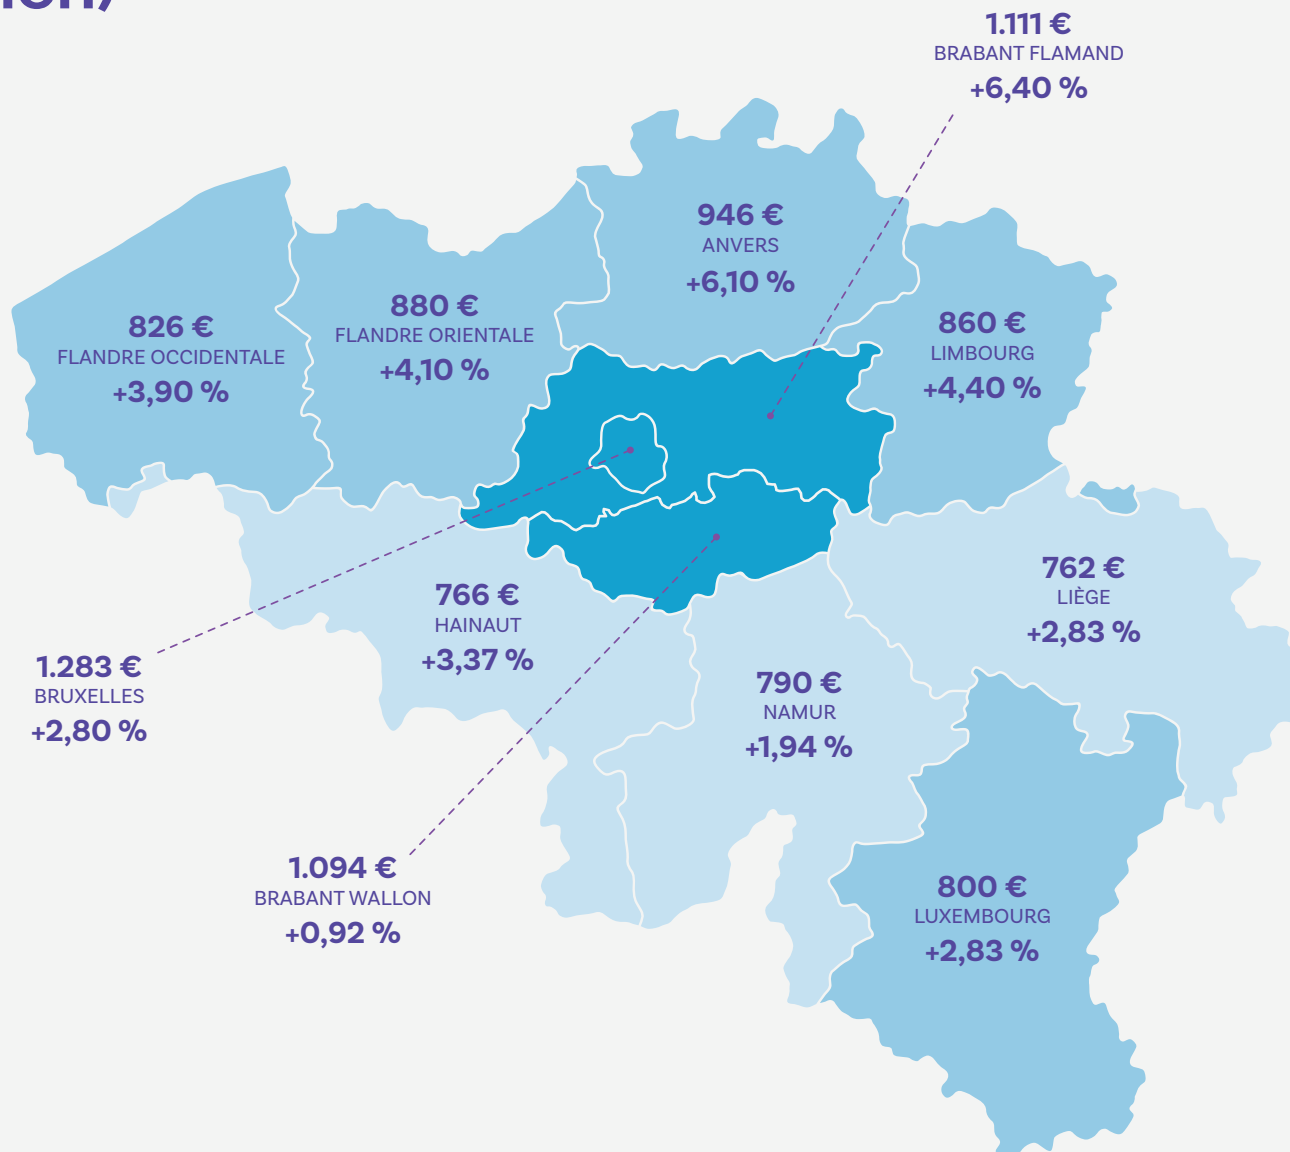 1.111 €
BRABANT FLAMAND
+6,40 %
946 €
ANVERS
+6,10 %
880 €
FLANDRE ORIENTALE
+4,10 %
826 €
FLANDRE OCCIDENTALE
+3,90 %
860 €
LIMBOURG
+4,40 %
766 €
HAINAUT
+3,37 %
762 €
LIÈGE
+2,83 %
1.283 €
BRUXELLES
+2,80 %
790 €
NAMUR
+1,94 %
1.094 €
BRABANT WALLON
+0,92 %
800 €
LUXEMBOURG
+2,83 %